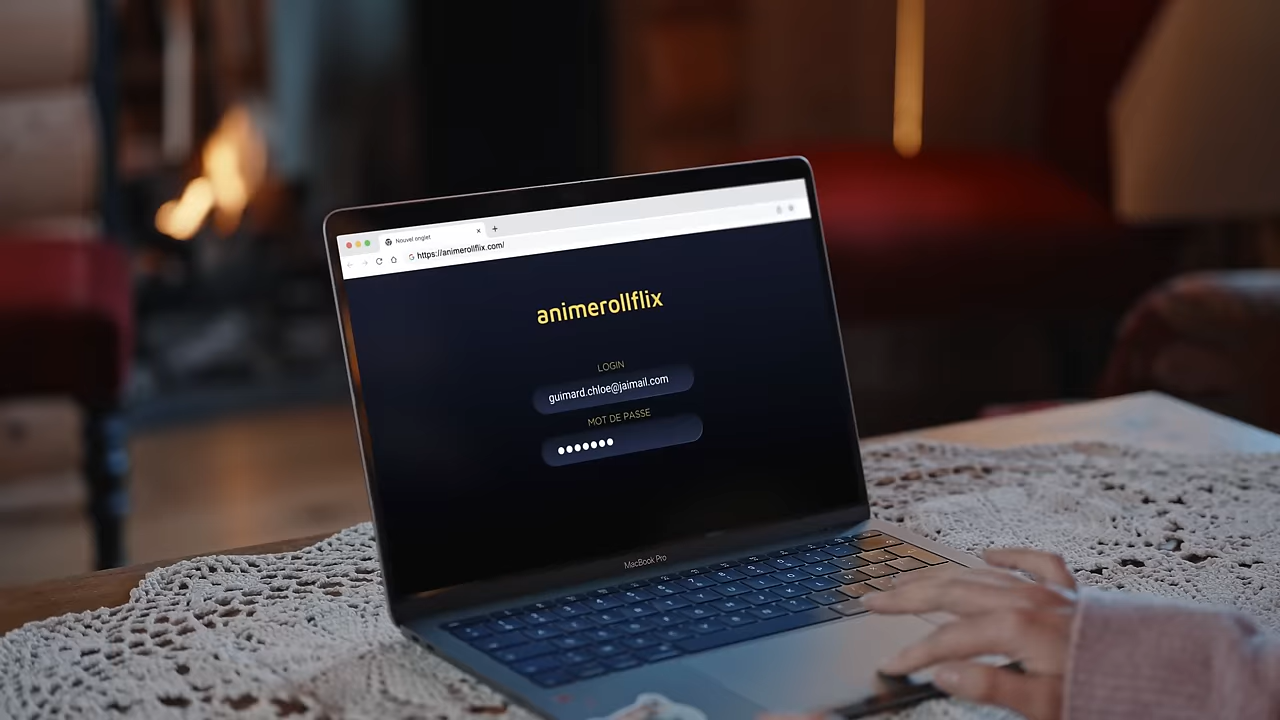 Nouvel onglet
https://animerollflix.com/
animerollflix
LOGIN
guimard.chloe@jaimail.com
MOT DE PASSE
MacBook Pro